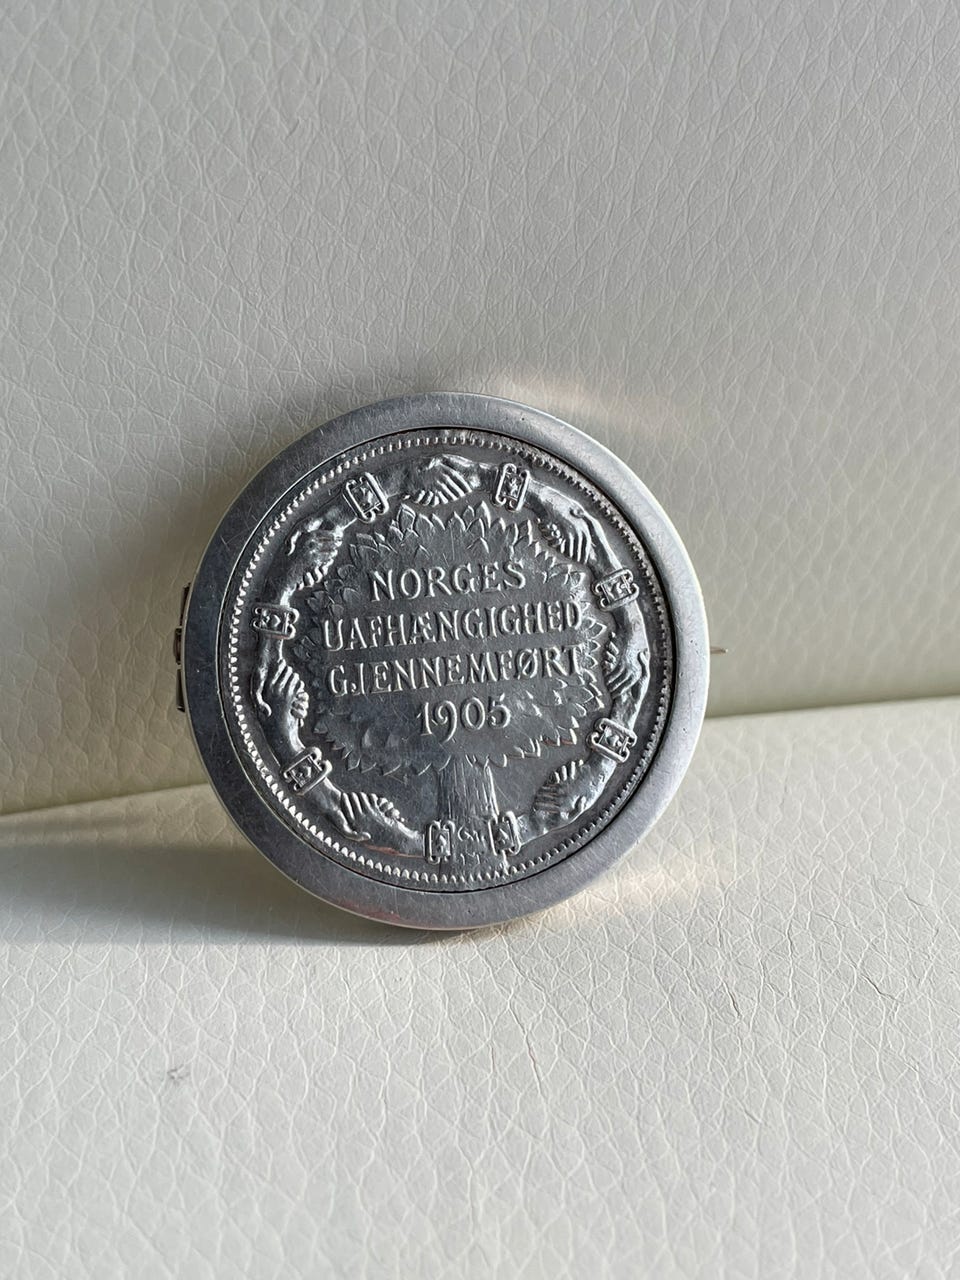 NORGES
UAFHÆNGIGHED
GJENNEMFØRT
1905